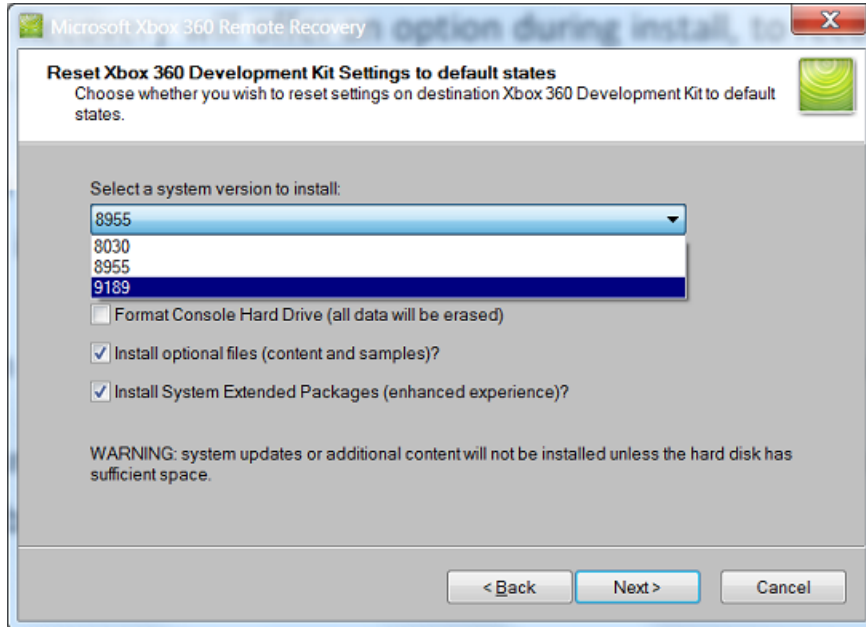 Microsoft Xbox 360 Remote Recovery
option during install, to
Reset Xbox 360 Development Kit Settings to default states
Choose whether you wish to reset settings on destination Xbox 360 Development Kit to default
states.
Select a system version to install:
8955
8030
8955
9189
Format Console Hard Drive (all data will be erased)
Install optional files (content and samples)?
Install System Extended Packages (enhanced experience)?
WARNING: system updates or additional content will not be installed unless the hard disk has
sufficient space.
< Back
Next >
Cancel